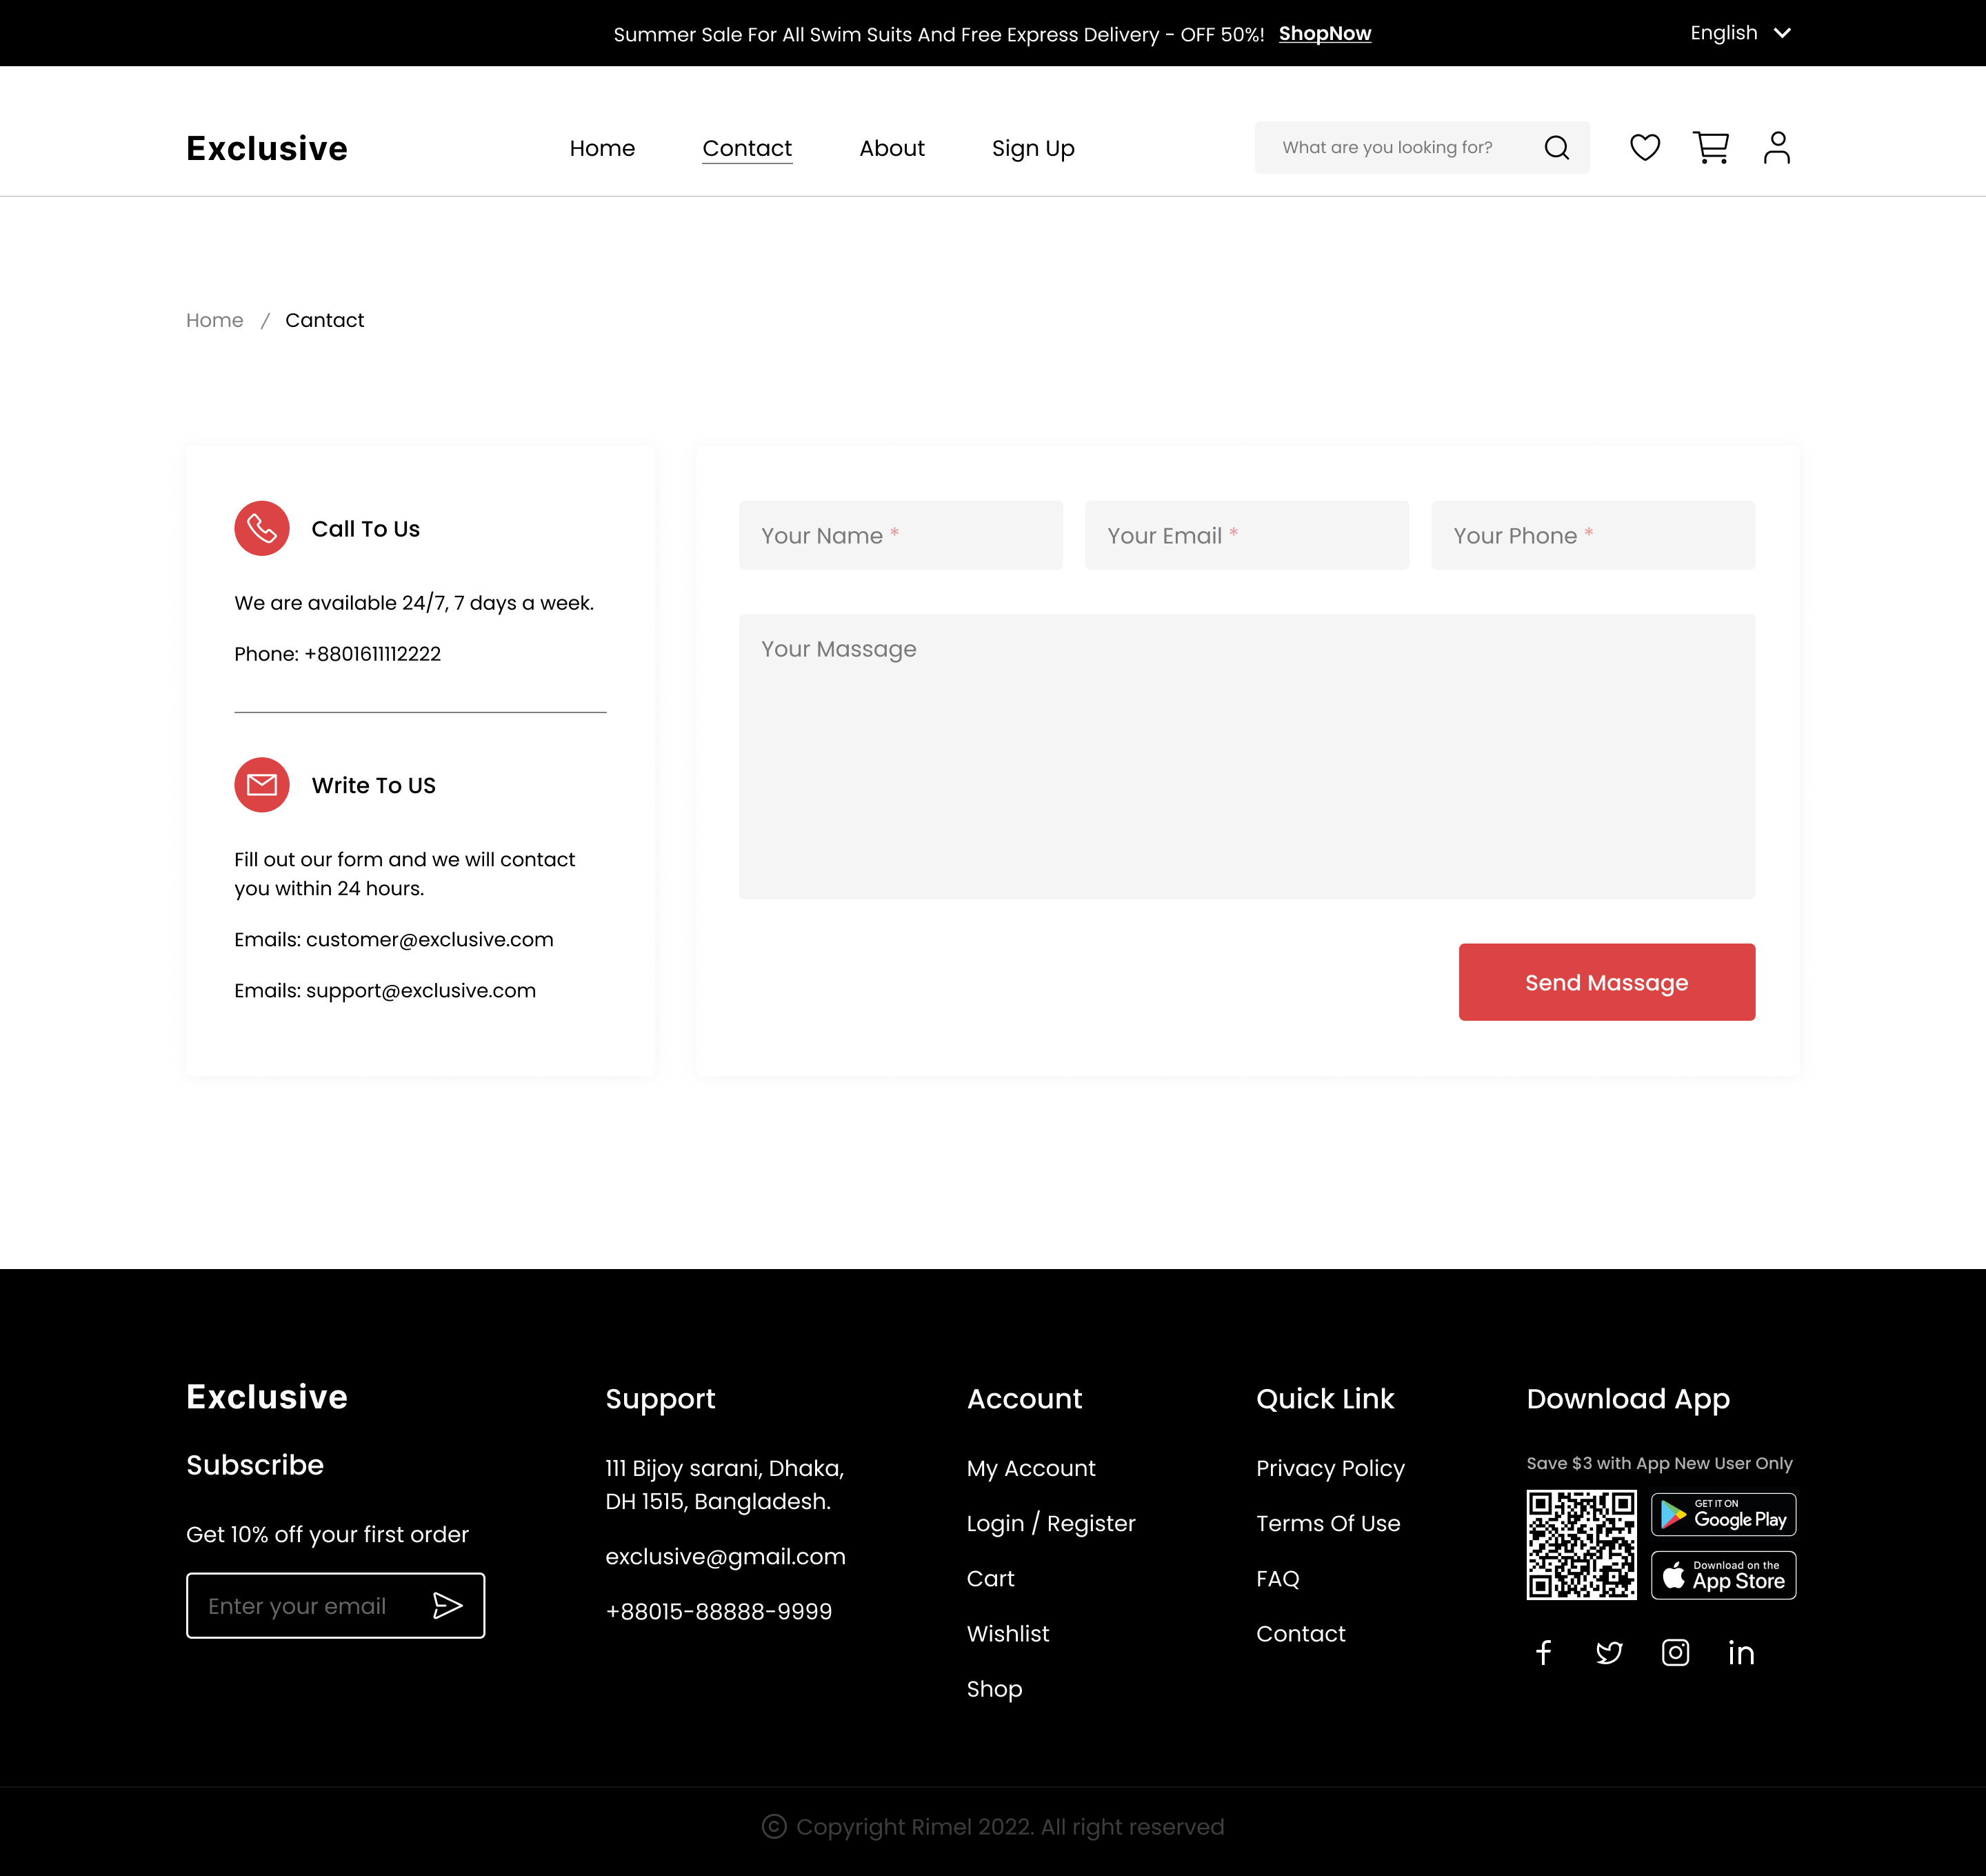 Summer Sale For All Swim Suits And Free Express Delivery - OFF 50%! ShopNow
English
Exclusive
Home
Contact
About
Sign Up
What are you looking for?
Home / Cantact
Call To Us
We are available 24/7, 7 days a week.
Phone: +8801611112222
Write To US
Fill out our form and we will contact
you within 24 hours.
Emails: customer@exclusive.com
Emails: support@exclusive.com
Your Name *
Your Email *
Your Phone *
Your Massage
Send Massage
Exclusive
Subscribe
Get 10% off your first order
Enter your email
Support
111 Bijoy sarani, Dhaka,
DH 1515, Bangladesh.
exclusive@gmail.com
+88015-88888-9999
Account
My Account
Login / Register
Cart
Wishlist
Shop
Quick Link
Privacy Policy
Terms Of Use
FAQ
Contact
Download App
Save $3 with App New User Only
GET IT ON
Google Play
Download on the
App Store
© Copyright Rimel 2022. All right reserved